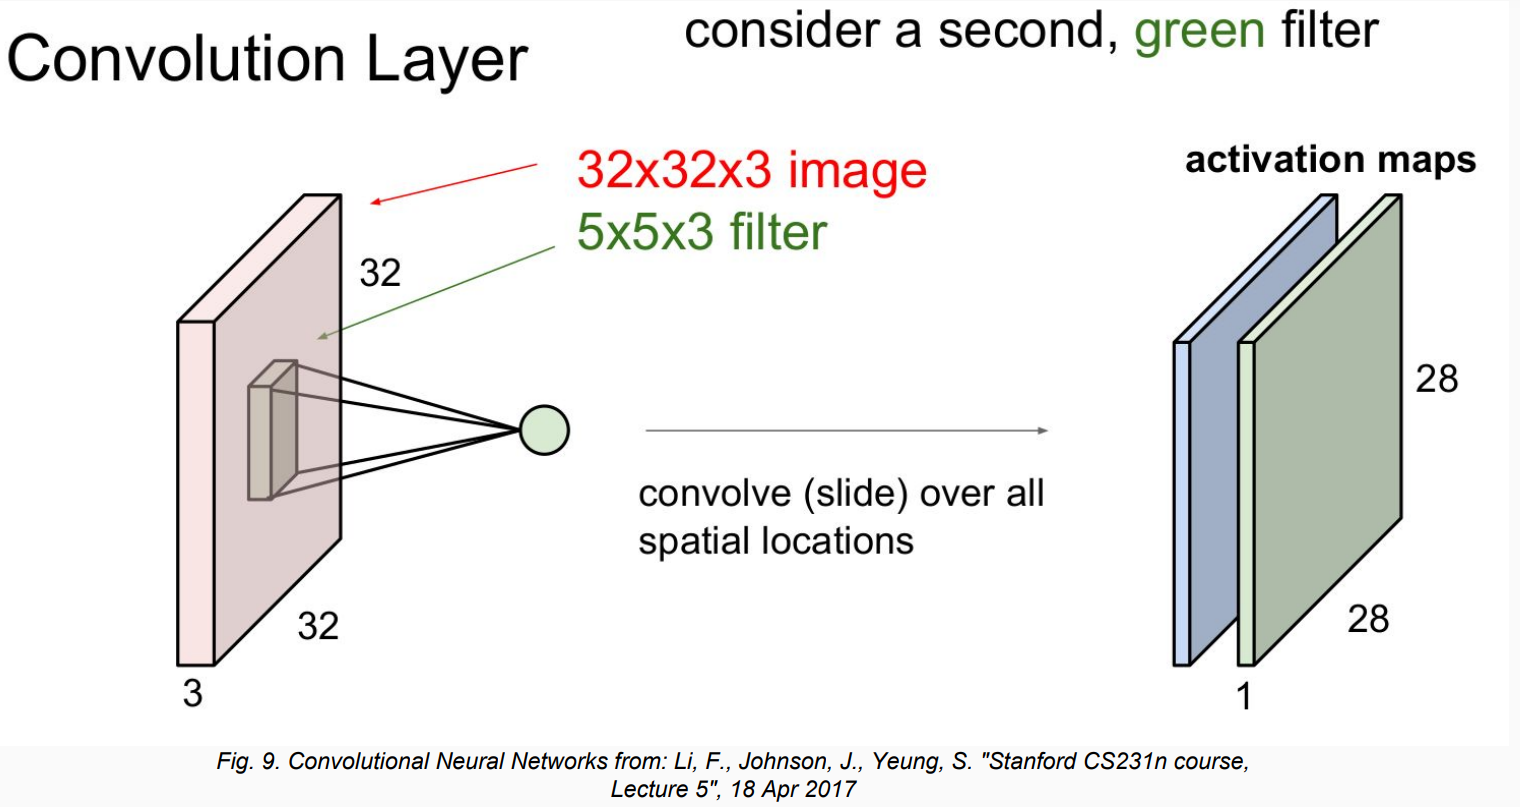 Convolution Layer
consider a second, green filter
32x32x3 image
5x5x3 filter
32
32
3
convolve (slide) over all
spatial locations
activation maps
28
28
1
Fig. 9. Convolutional Neural Networks from: Li, F., Johnson, J., Yeung, S. "Stanford CS231n course,
Lecture 5", 18 Apr 2017